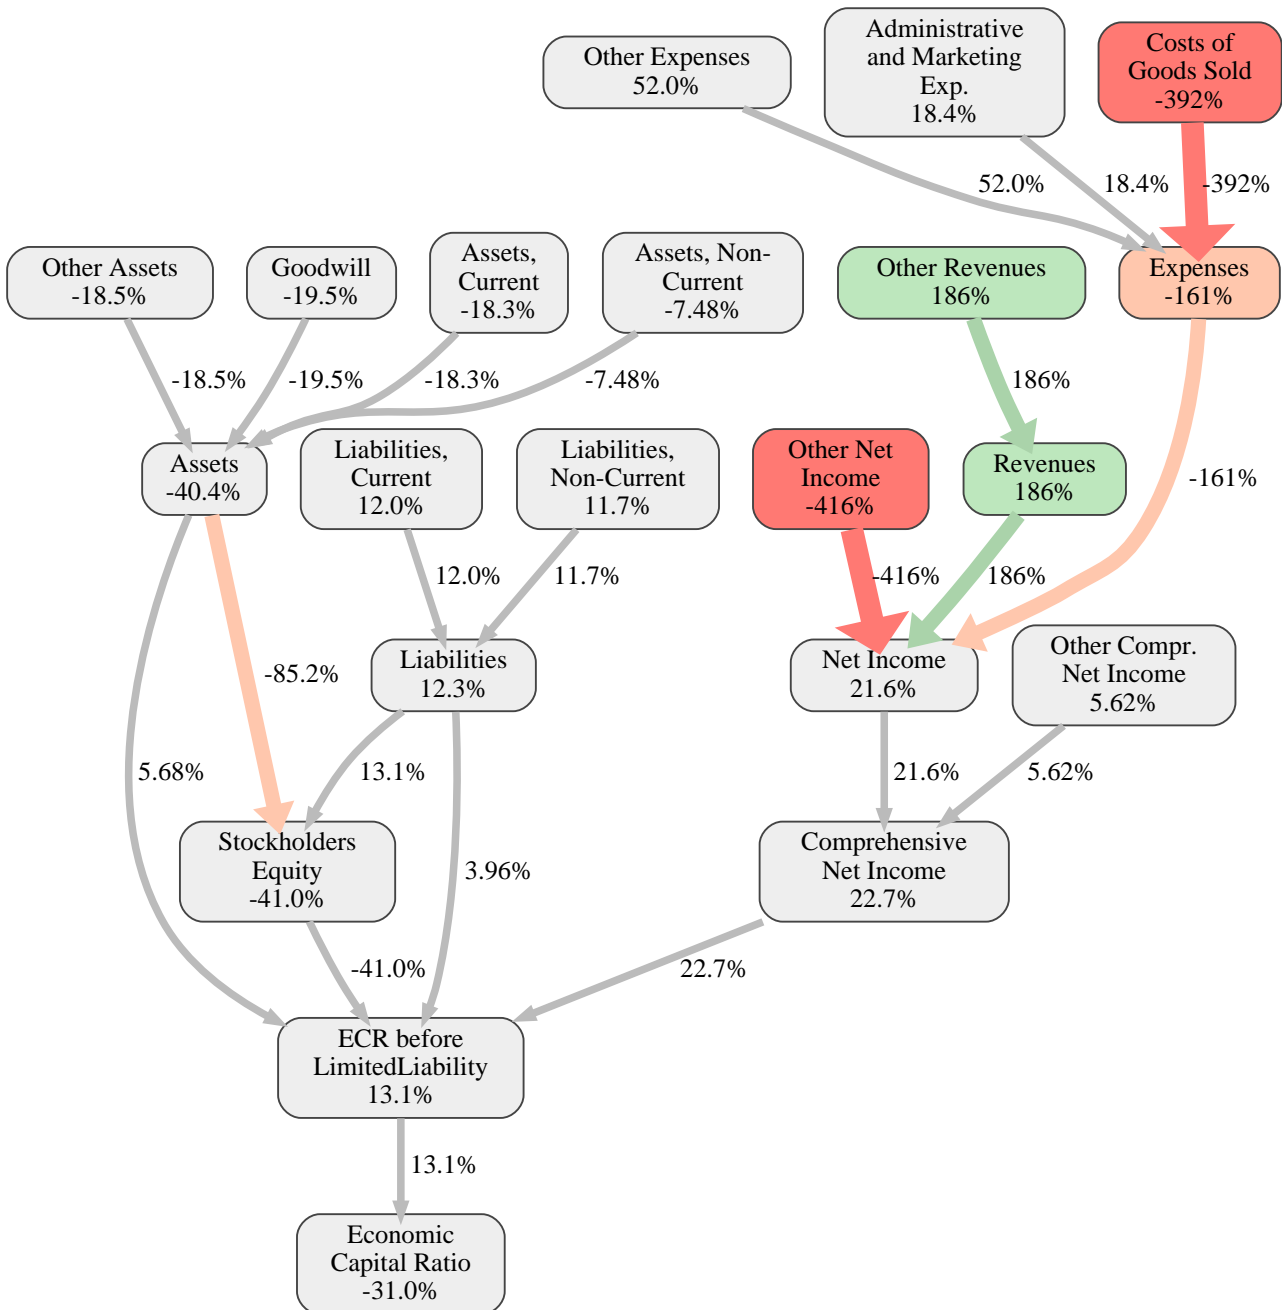 Other Expenses
52.0%
Administrative
and Marketing
Exp.
18.4%
Costs of
Goods Sold
-392%
52.0%
18.4%
-392%
Other Assets
-18.5%
Goodwill
-19.5%
Assets,
Current
-18.3%
Assets, Non-
Current
-7.48%
Other Revenues
186%
Expenses
-161%
-18.5%
-19.5%
-18.3%
-7.48%
186%
-161%
Assets
-40.4%
Liabilities,
Current
12.0%
Liabilities,
Non-Current
11.7%
Other Net
Income
-416%
Revenues
186%
12.0%
11.7%
-416%
186%
-85.2%
Liabilities
12.3%
Net Income
21.6%
Other Compr.
Net Income
5.62%
5.68%
13.1%
3.96%
21.6%
5.62%
Stockholders
Equity
-41.0%
Comprehensive
Net Income
22.7%
-41.0%
22.7%
ECR before
LimitedLiability
13.1%
13.1%
Economic
Capital Ratio
-31.0%